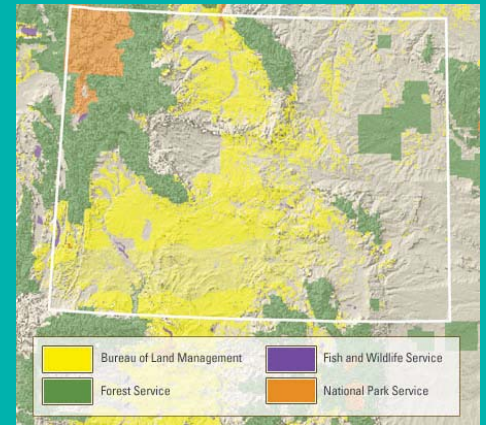 Bureau of Land Management
Fish and Wildlife Service
Forest Service
National Park Service